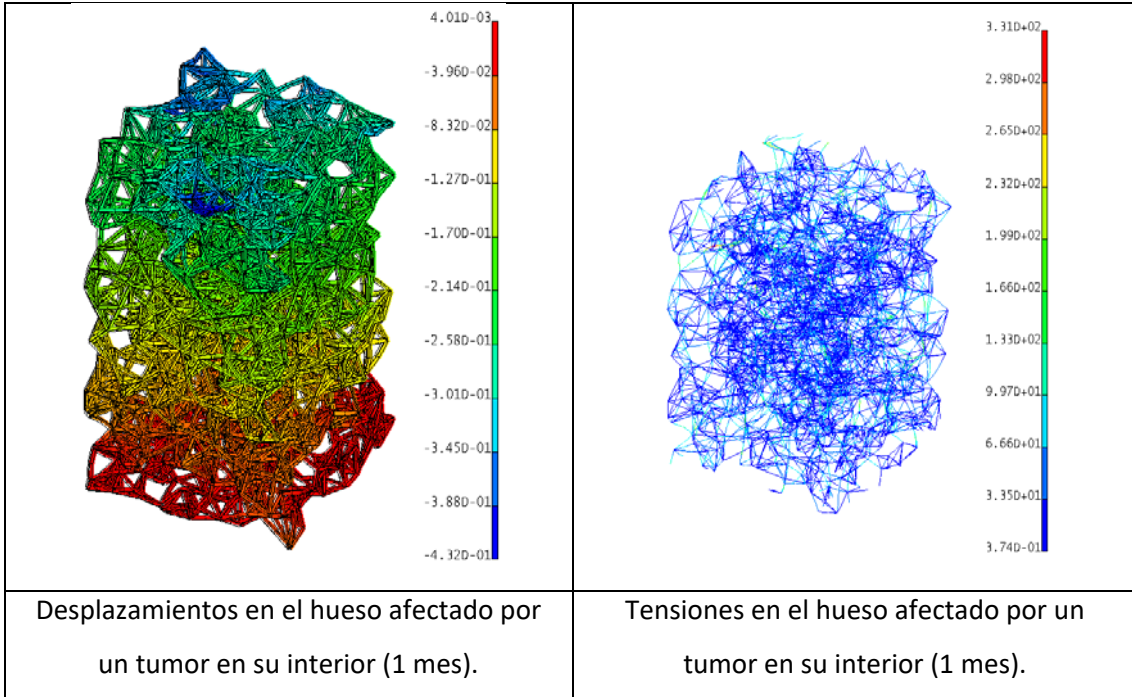 4.01D-03
-3.96D-02
-8.32D-02
-1.27D-01
-1.70D-01
-2.14D-01
-2.58D-01
-3.01D-01
-3.45D-01
-3.88D-01
-4.32D-01
3.31D+02
2.98D+02
2.65D+02
2.32D+02
1.99D+02
1.66D+02
1.33D+02
9.97D+01
6.66D+01
3.35D+01
3.74D-01
Desplazamientos en el hueso afectado por
un tumor en su interior (1 mes).
Tensiones en el hueso afectado por un
tumor en su interior (1 mes).